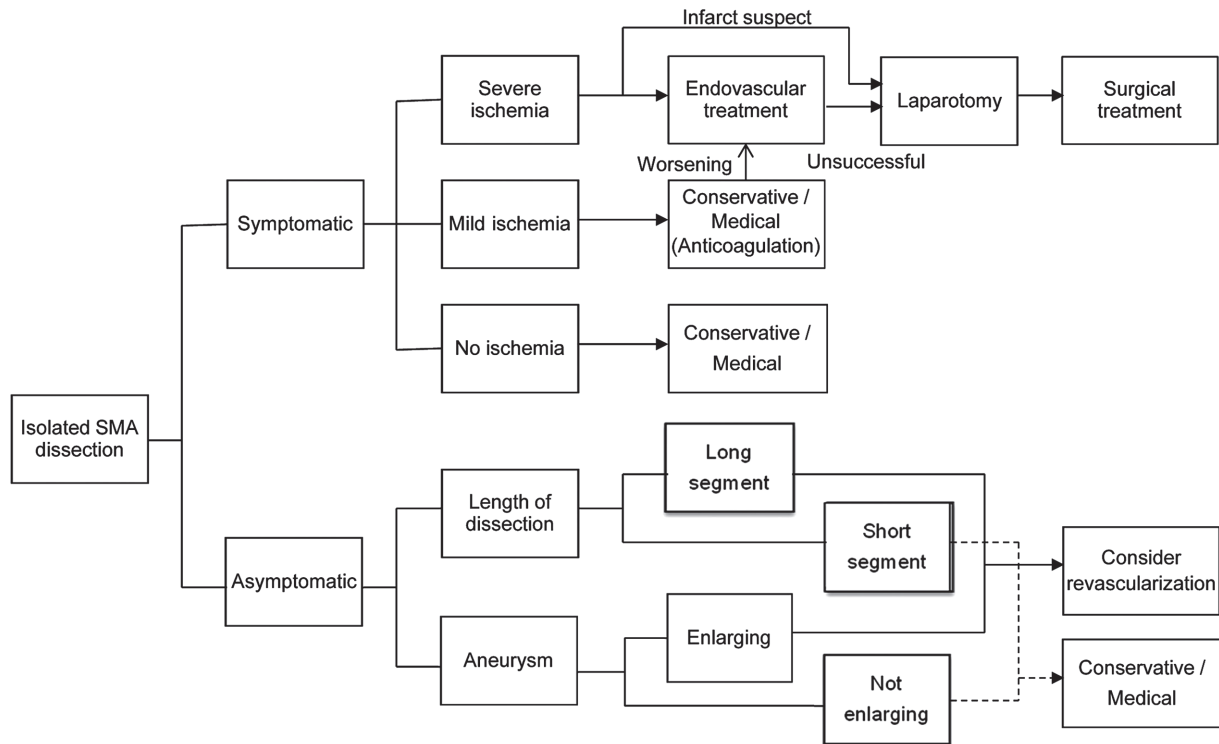 Infarct suspect
Severe
ischemia
Endovascular
treatment
Laparotomy
Surgical
treatment
Worsening
Unsuccessful
Symptomatic
Mild ischemia
Conservative /
Medical
(Anticoagulation)
No ischemia
Conservative /
Medical
Isolated SMA
dissection
Length of
dissection
Long
segment
Short
segment
Consider
revascularization
Asymptomatic
Aneurysm
Enlarging
Not
enlarging
Conservative /
Medical